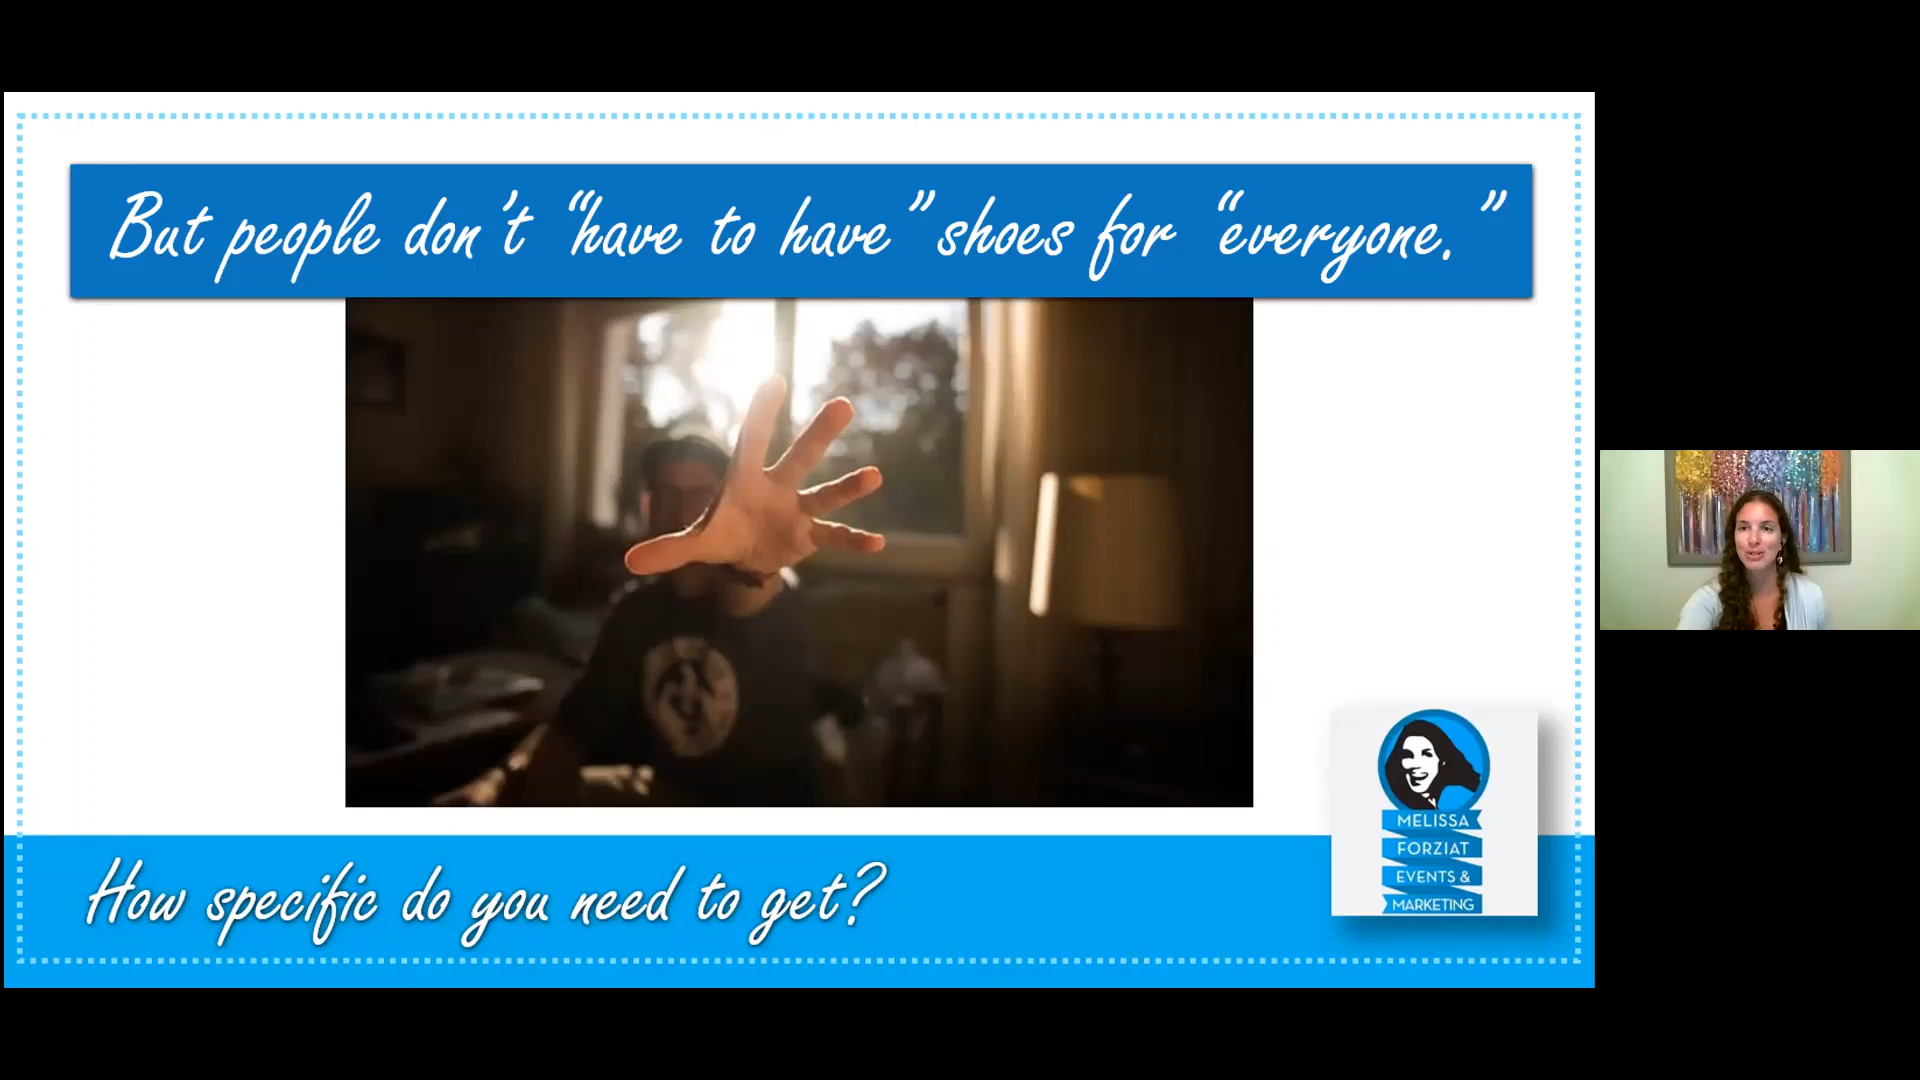 But people don't “have to have” shoes for “everyone.”
How specific do you need to get?
MELISSA
FORZIAT
EVENTS &
MARKETING